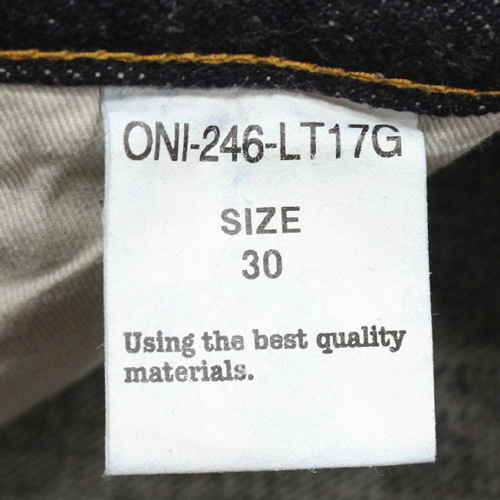 ONI-246-LT17G
SIZE
30
Using the best quality
materials.